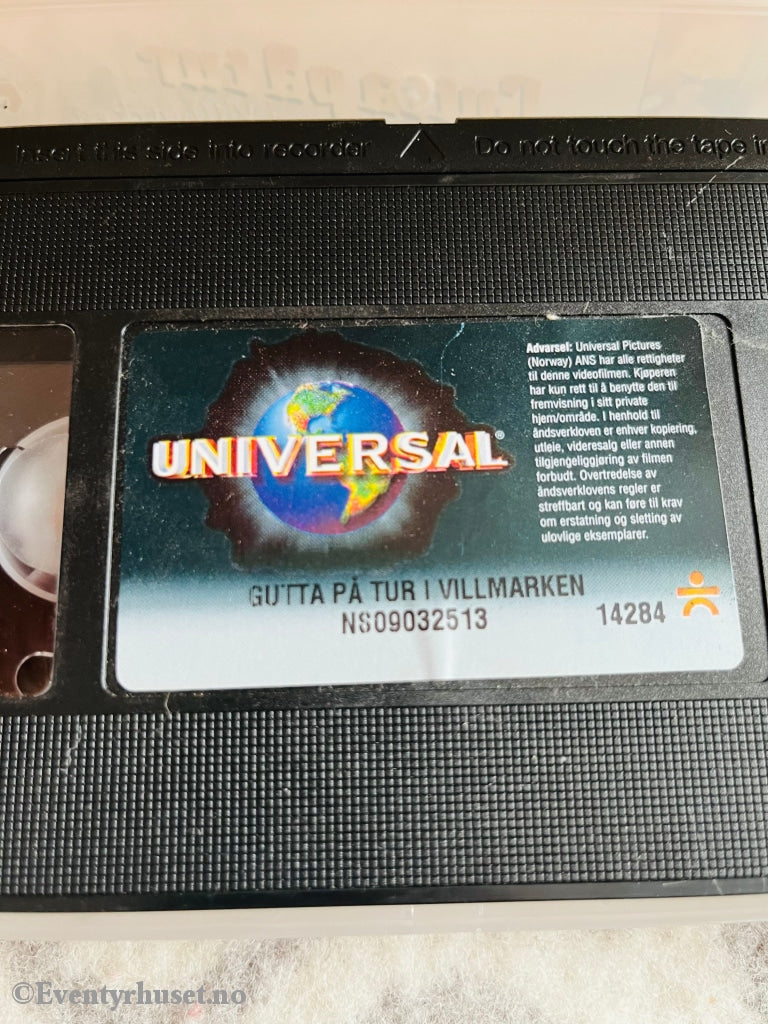 Insert this side into recorder
Do not touch the tape in
UNIVERSAL®
Advarsel: Universal Pictures
(Norway) ANS har alle rettigheter
til denne videofilmen. Kjøperen
har kun rett til å benytte den til
fremvisning i sitt private
hjem/område. I henhold til
åndsverkloven er enhver kopiering,
utleie, videresalg eller annen
tilgjengeliggjøring av filmen
forbudt. Overtredelse av
åndsverklovens regler er
streffbart og kan føre til krav
om erstatning og sletting av
ulovlige eksemplarer.
GUTTA PÅ TUR I VILLMARKEN
NS09032513
14284
©Eventyrhuset.no